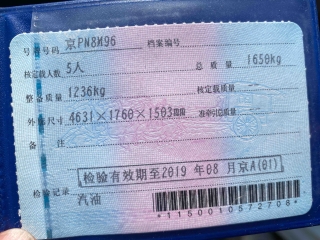 号牌号码 京PN8M96 档案编号
核定载人数 5人 总质量 1650kg
整备质量 1236kg 核定载质量
外廓尺寸 4631×1760×1503mm 准牵引总质量
备注
检验有效期至2019 年08 月京A(01)
检验记录 汽油
*1150010572708*